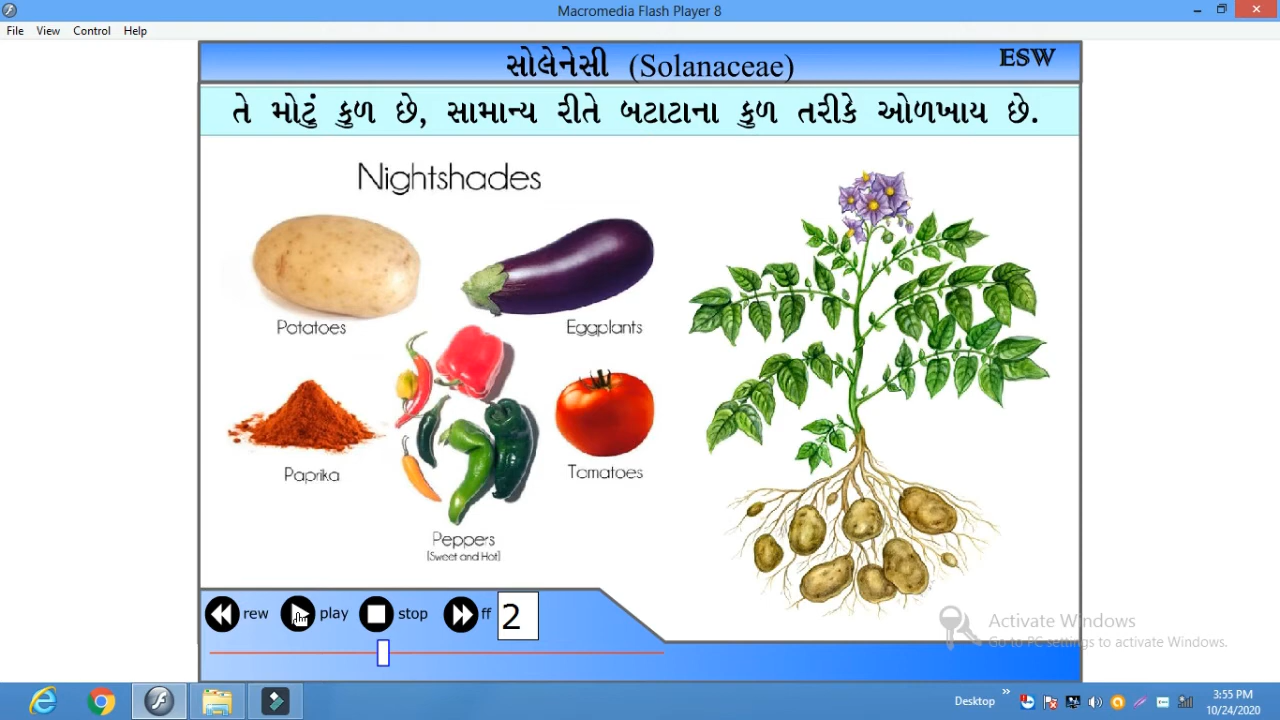 Macromedia Flash Player 8
File View Control Help
સોલેનેસી (Solanaceae)
ESW
તે મોટું કુળ છે, સામાન્ય રીતે બટાટાના કુળ તરીકે ઓળખાય છે.
Nightshades
Potatoes
Eggplants
Paprika
Tomatoes
Peppers
[Sweet and Hot]
rew play stop ff 2
Activate Windows
Go to PC settings to activate Windows.
Desktop
3:55 PM
10/24/2020